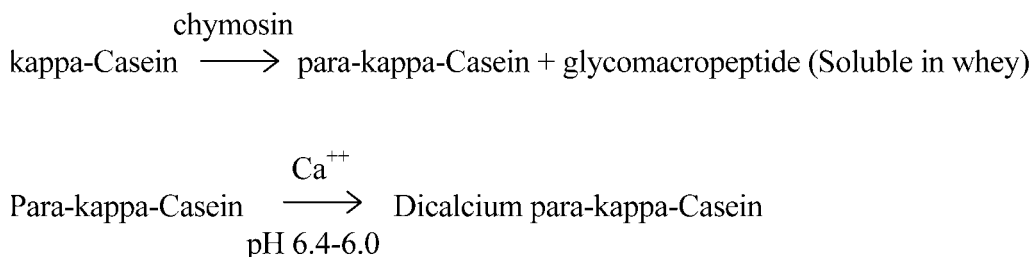 chymosin
kappa-Casein → para-kappa-Casein + glycomacropeptide (Soluble in whey)
Ca++
Para-kappa-Casein → Dicalcium para-kappa-Casein
pH 6.4-6.0